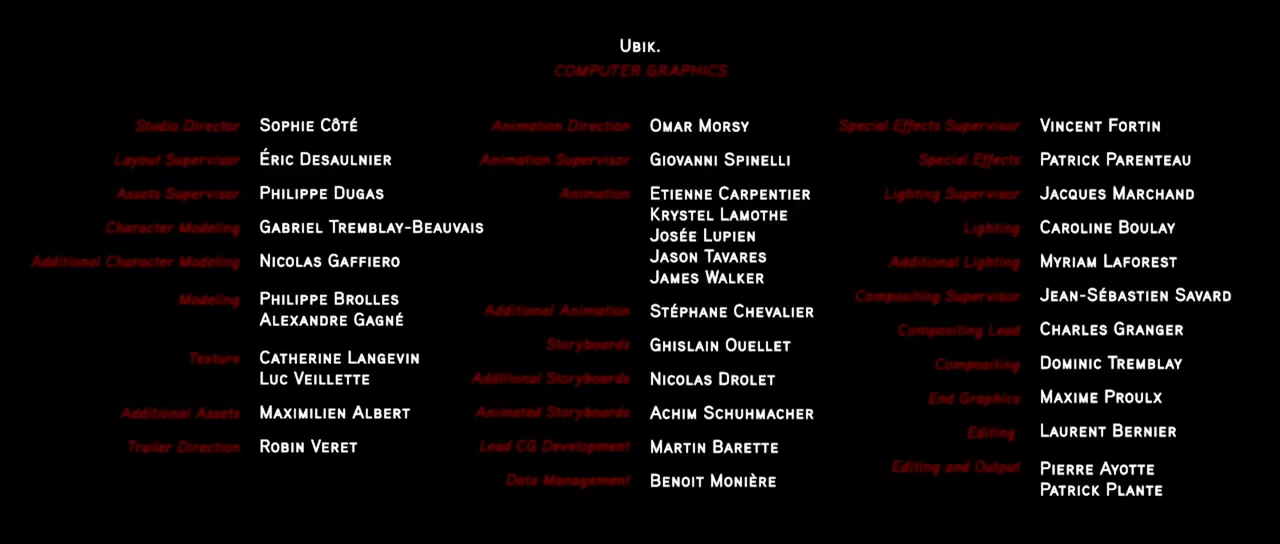 UBIK.
COMPUTER GRAPHICS
Studio Director SOPHIE CÔTÉ
Layout Supervisor ÉRIC DESAULNIER
Assets Supervisor PHILIPPE DUGAS
Character Modeling GABRIEL TREMBLAY-BEAUVAIS
Additional Character Modeling NICOLAS GAFFIERO
Modeling PHILIPPE BROLLES
ALEXANDRE GAGNÉ
Texture CATHERINE LANGEVIN
LUC VEILLETTE
Additional Assets MAXIMILIEN ALBERT
Trailer Direction ROBIN VERET
Animation Direction OMAR MORSY
Animation Supervisor GIOVANNI SPINELLI
Animation ETIENNE CARPENTIER
KRYSTEL LAMOTHE
JOSÉE LUPIEN
JASON TAVARES
JAMES WALKER
Additional Animation STÉPHANE CHEVALIER
Storyboards GHISLAIN OUELLET
Additional Storyboards NICOLAS DROLET
Animated Storyboards ACHIM SCHUHMACHER
Lead CG Development MARTIN BARETTE
Data Management BENOIT MONIÈRE
Special Effects Supervisor VINCENT FORTIN
Special Effects PATRICK PARENTEAU
Lighting Supervisor JACQUES MARCHAND
Lighting CAROLINE BOULAY
Additional Lighting MYRIAM LAFOREST
Compositing Supervisor JEAN-SÉBASTIEN SAVARD
Compositing Lead CHARLES GRANGER
Compositing DOMINIC TREMBLAY
End Graphics MAXIME PROULX
Editing LAURENT BERNIER
Editing and Output PIERRE AYOTTE
PATRICK PLANTE